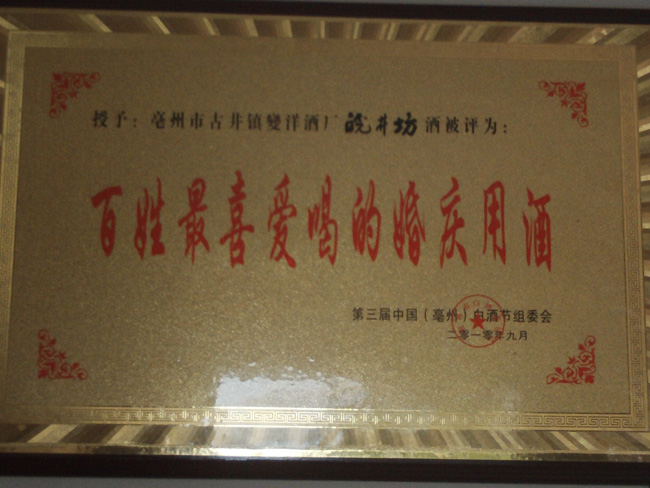 授予：亳州市古井镇夑洋酒厂皖井坊酒被评为：
百姓最喜爱喝的婚庆用酒
第三届中国（亳州）白酒节组委会
二零一零年九月